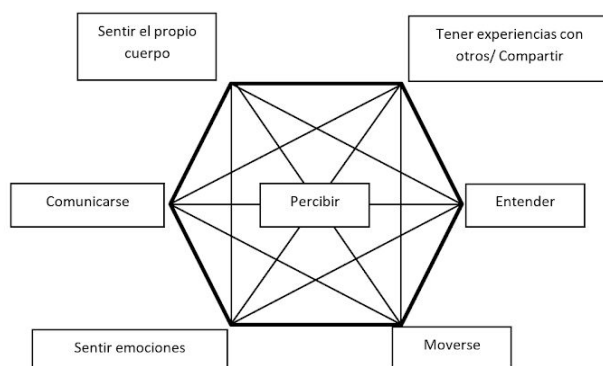 Sentir el propio
cuerpo
Tener experiencias con
otros/ Compartir
Comunicarse
Percibir
Entender
Sentir emociones
Moverse